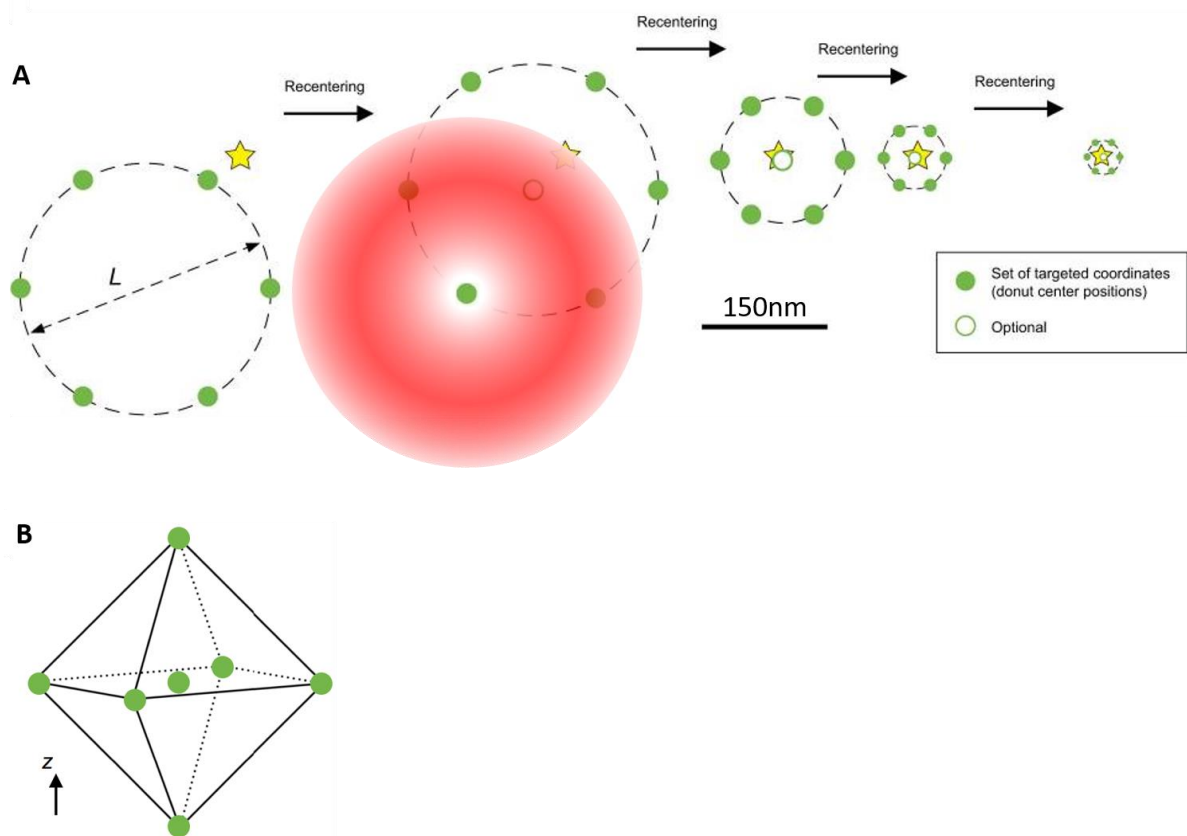 A
Recentering
Recentering
Recentering
Recentering
L
150nm
Set of targeted coordinates
(donut center positions)
Optional
B
z